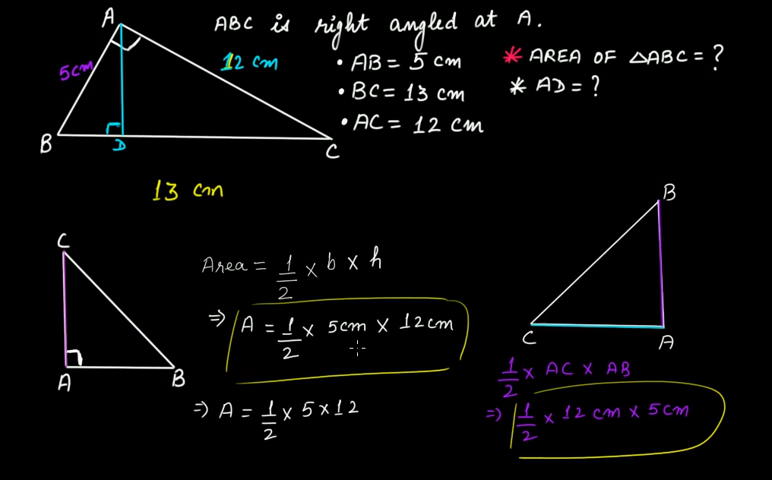 ABC is right angled at A.
A
5cm
12 cm
B
D
C
13 cm
• AB = 5 cm
• BC = 13 cm
• AC = 12 cm
* AREA OF △ABC = ?
* AD = ?
C
A
B
Area = 1/2 × b × h
⇒ A = 1/2 × 5cm × 12cm
⇒ A = 1/2 × 5 × 12
B
C
A
1/2 × AC × AB
⇒ 1/2 × 12 cm × 5cm